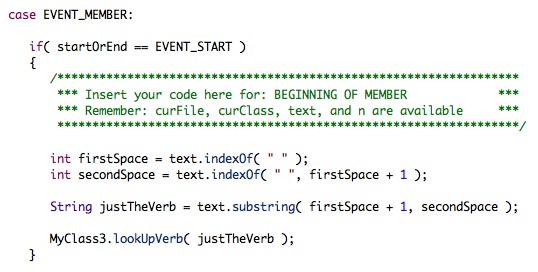 case EVENT_MEMBER:
if( startOrEnd == EVENT_START )
{
/******************************************************************
*** Insert your code here for: BEGINNING OF MEMBER ***
*** Remember: curFile, curClass, text, and n are available ***
******************************************************************/
int firstSpace = text.indexOf( " " );
int secondSpace = text.indexOf( " ", firstSpace + 1 );
String justTheVerb = text.substring( firstSpace + 1, secondSpace );
MyClass3.lookUpVerb( justTheVerb );
}